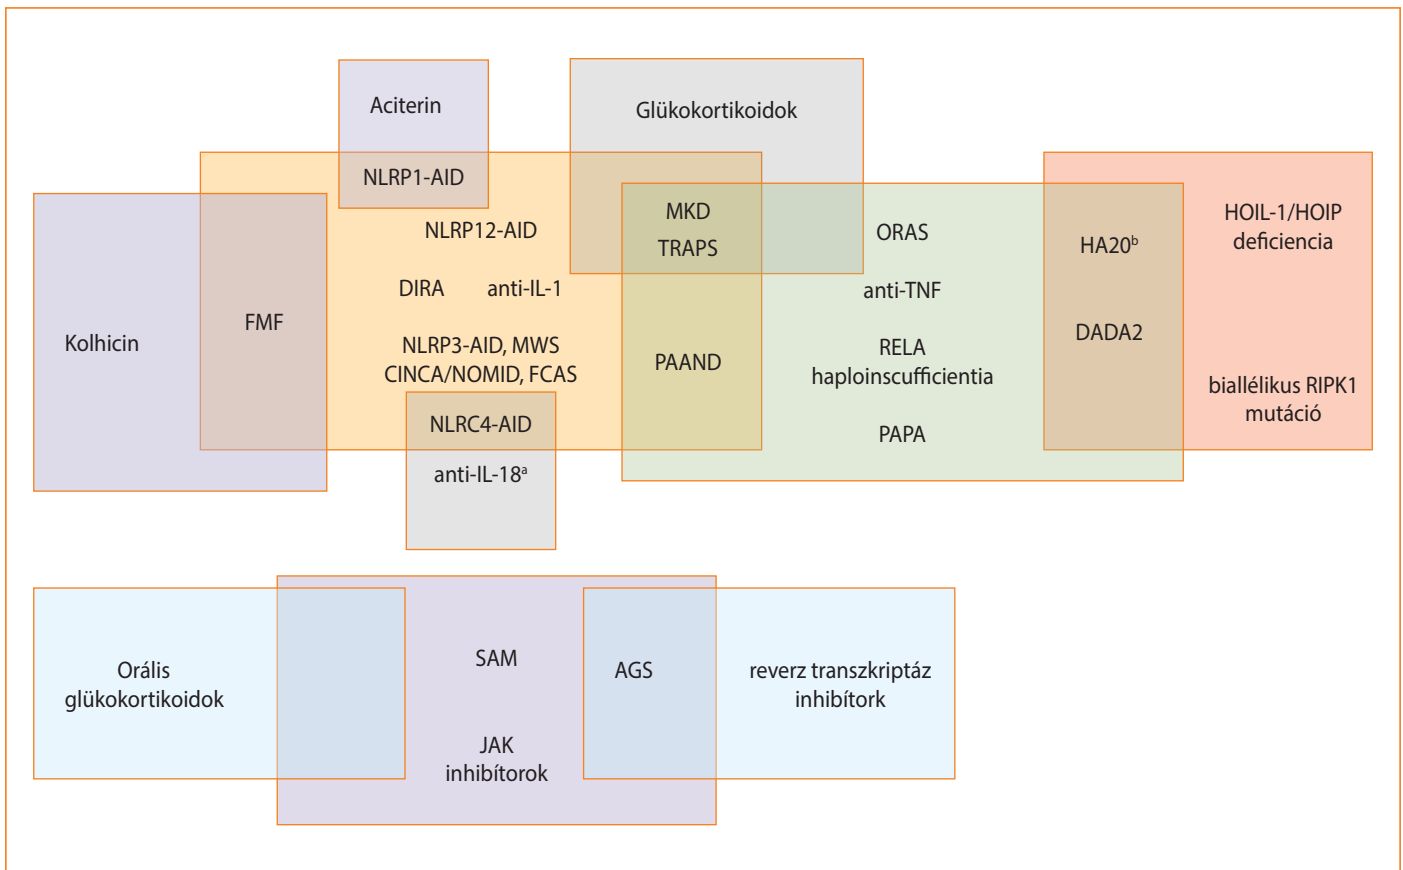 Aciterin
Glükokortikoidok
NLRP1-AID
NLRP12-AID
MKD
TRAPS
ORAS
HA20ᵇ
HOIL-1/HOIP
deficiencia
DIRA
anti-IL-1
anti-TNF
Kolhicin
FMF
NLRP3-AID, MWS
CINCA/NOMID, FCAS
PAAND
RELA
haploinscufficientia
DADA2
biallélikus RIPK1
mutáció
NLRC4-AID
PAPA
anti-IL-18ᵃ
Orális
glükokortikoidok
SAM
AGS
reverz transzkriptáz
inhibítork
JAK
inhibítorok